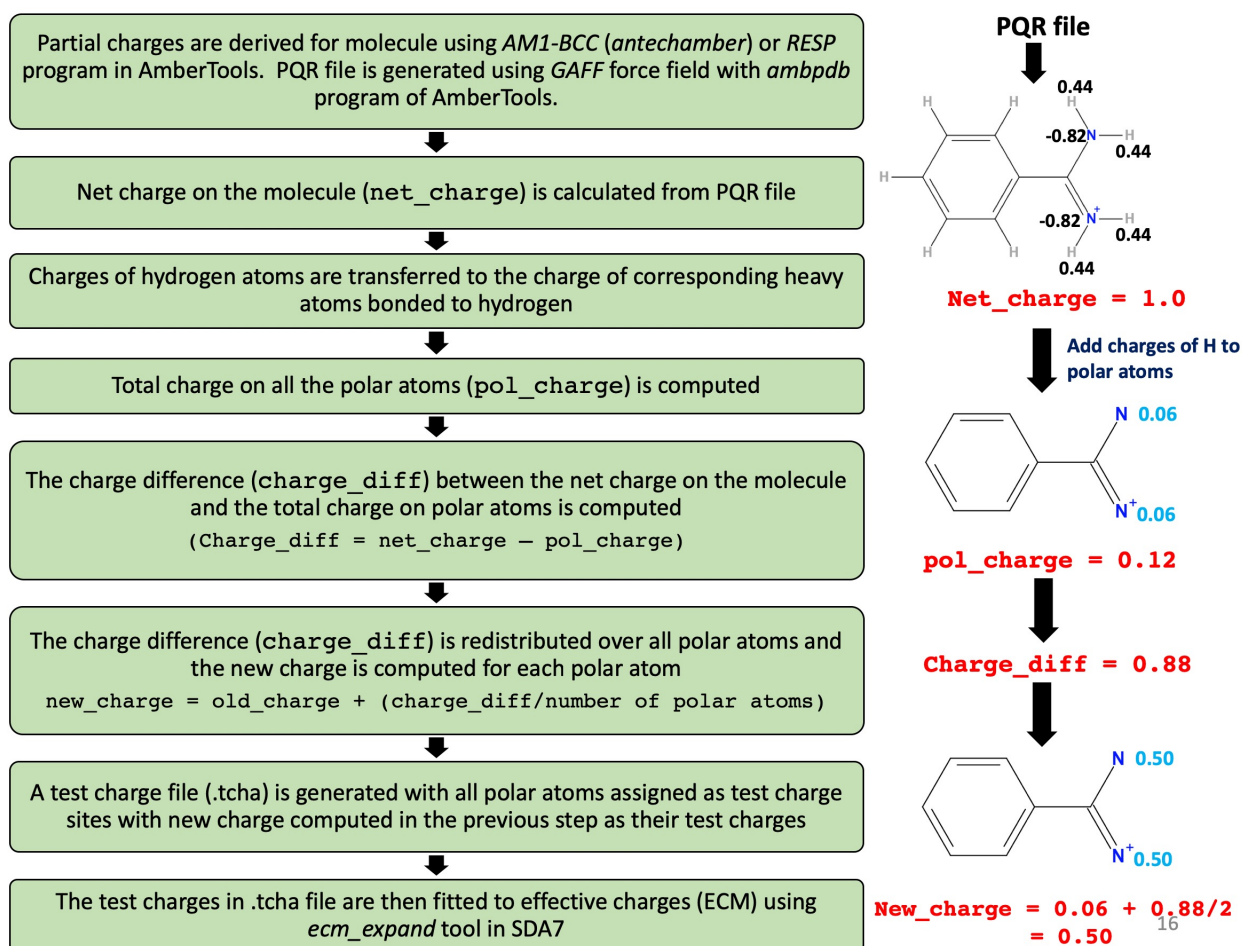 Partial charges are derived for molecule using AM1-BCC (antechamber) or RESP
program in AmberTools.  PQR file is generated using GAFF force field with ambpdb
program of AmberTools.
Net charge on the molecule (net_charge) is calculated from PQR file
Charges of hydrogen atoms are transferred to the charge of corresponding heavy
atoms bonded to hydrogen
Total charge on all the polar atoms (pol_charge) is computed
The charge difference (charge_diff) between the net charge on the molecule
and the total charge on polar atoms is computed
(Charge_diff = net_charge – pol_charge)
The charge difference (charge_diff) is redistributed over all polar atoms and
the new charge is computed for each polar atom
new_charge = old_charge + (charge_diff/number of polar atoms)
A test charge file (.tcha) is generated with all polar atoms assigned as test charge
sites with new charge computed in the previous step as their test charges
The test charges in .tcha file are then fitted to effective charges (ECM) using
ecm_expand tool in SDA7
PQR file
0.44
H H H
-0.82 N H
0.44
H
-0.82 N+ H
0.44
H H H
0.44
Net_charge = 1.0
Add charges of H to
polar atoms
N 0.06
N+ 0.06
pol_charge = 0.12
Charge_diff = 0.88
N 0.50
N+ 0.50
New_charge = 0.06 + 0.88/2
= 0.50
16